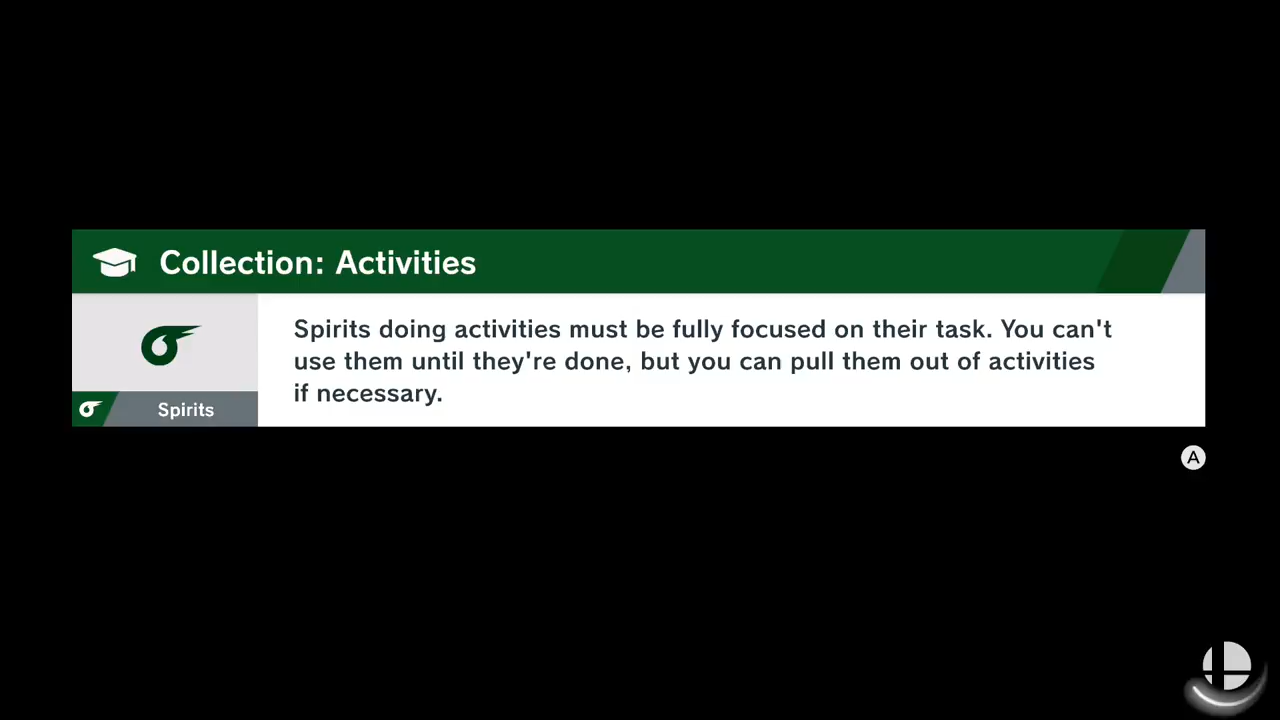 Collection: Activities
Spirits doing activities must be fully focused on their task. You can't
use them until they're done, but you can pull them out of activities
if necessary.
Spirits
A